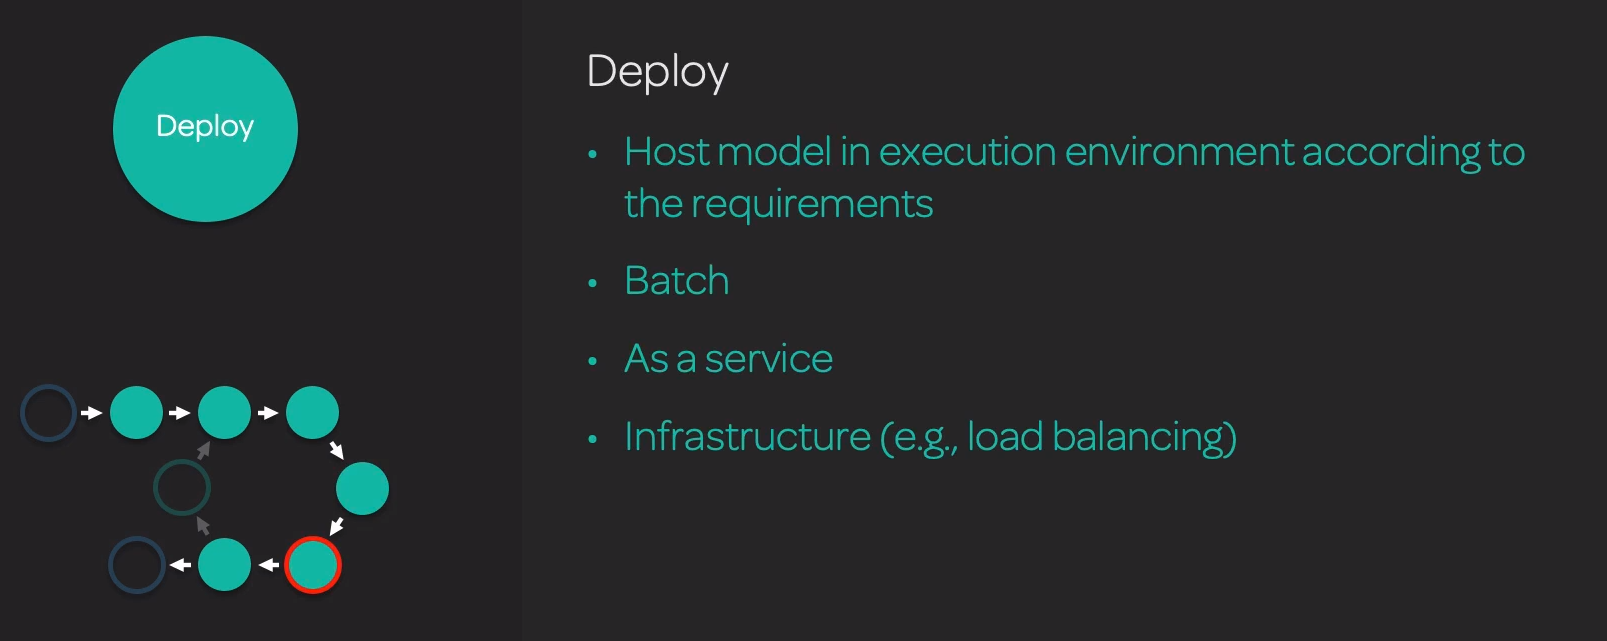 Deploy
Deploy
• Host model in execution environment according to
the requirements
• Batch
• As a service
• Infrastructure (e.g., load balancing)